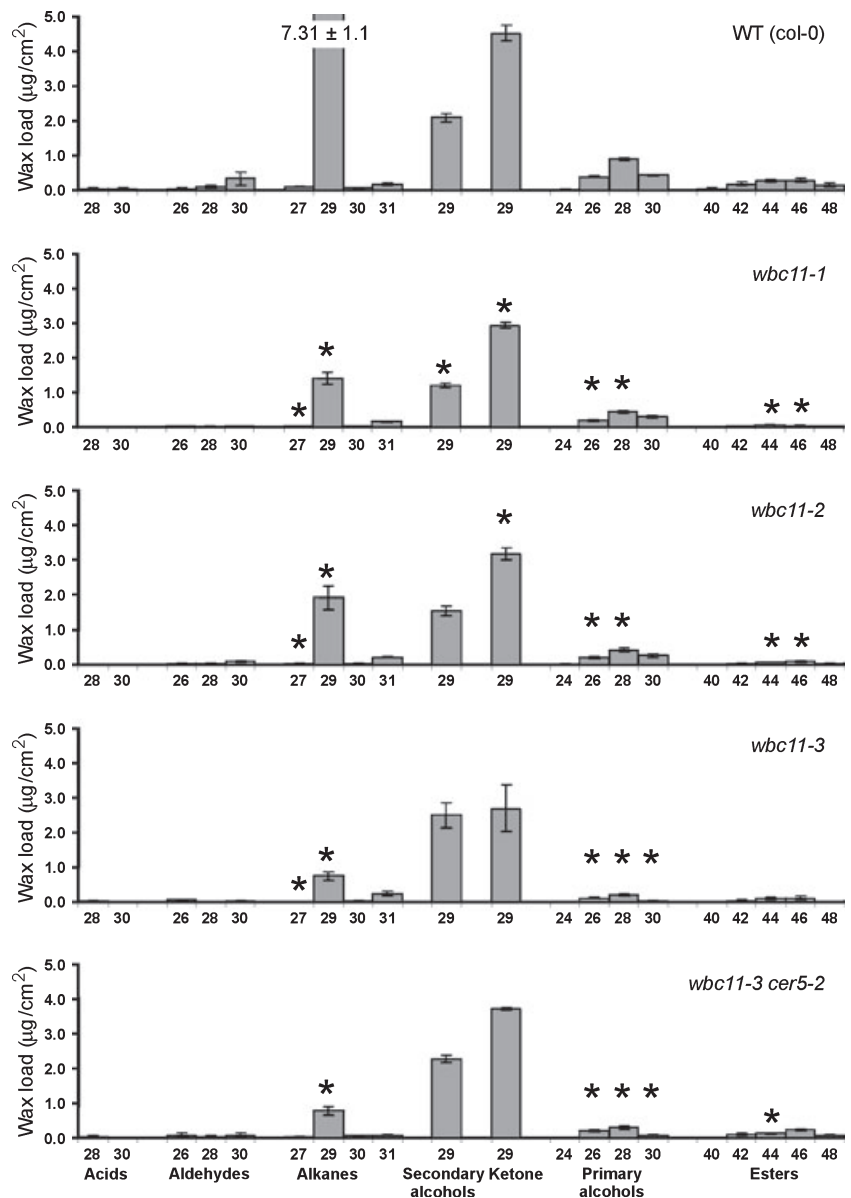 5.0
7.31 ± 1.1
WT (col-0)
4.0
3.0
2.0
1.0
0.0
Wax load (µg/cm2)
28 30 26 28 30 27 29 30 31 29 29 24 26 28 30 40 42 44 46 48
5.0
wbc11-1
4.0
*
3.0
*
*
2.0
* *
1.0
*
* *
0.0
Wax load (µg/cm2)
28 30 26 28 30 27 29 30 31 29 29 24 26 28 30 40 42 44 46 48
5.0
wbc11-2
4.0
*
3.0
*
2.0
* *
1.0
*
* *
0.0
Wax load (µg/cm2)
28 30 26 28 30 27 29 30 31 29 29 24 26 28 30 40 42 44 46 48
5.0
wbc11-3
4.0
3.0
2.0
*
* * *
1.0
*
0.0
Wax load (µg/cm2)
28 30 26 28 30 27 29 30 31 29 29 24 26 28 30 40 42 44 46 48
5.0
wbc11-3 cer5-2
4.0
3.0
2.0
*
* * *
1.0
*
0.0
Wax load (µg/cm2)
28 30 26 28 30 27 29 30 31 29 29 24 26 28 30 40 42 44 46 48
Acids Aldehydes Alkanes Secondary Ketone Primary Esters
alcohols alcohols